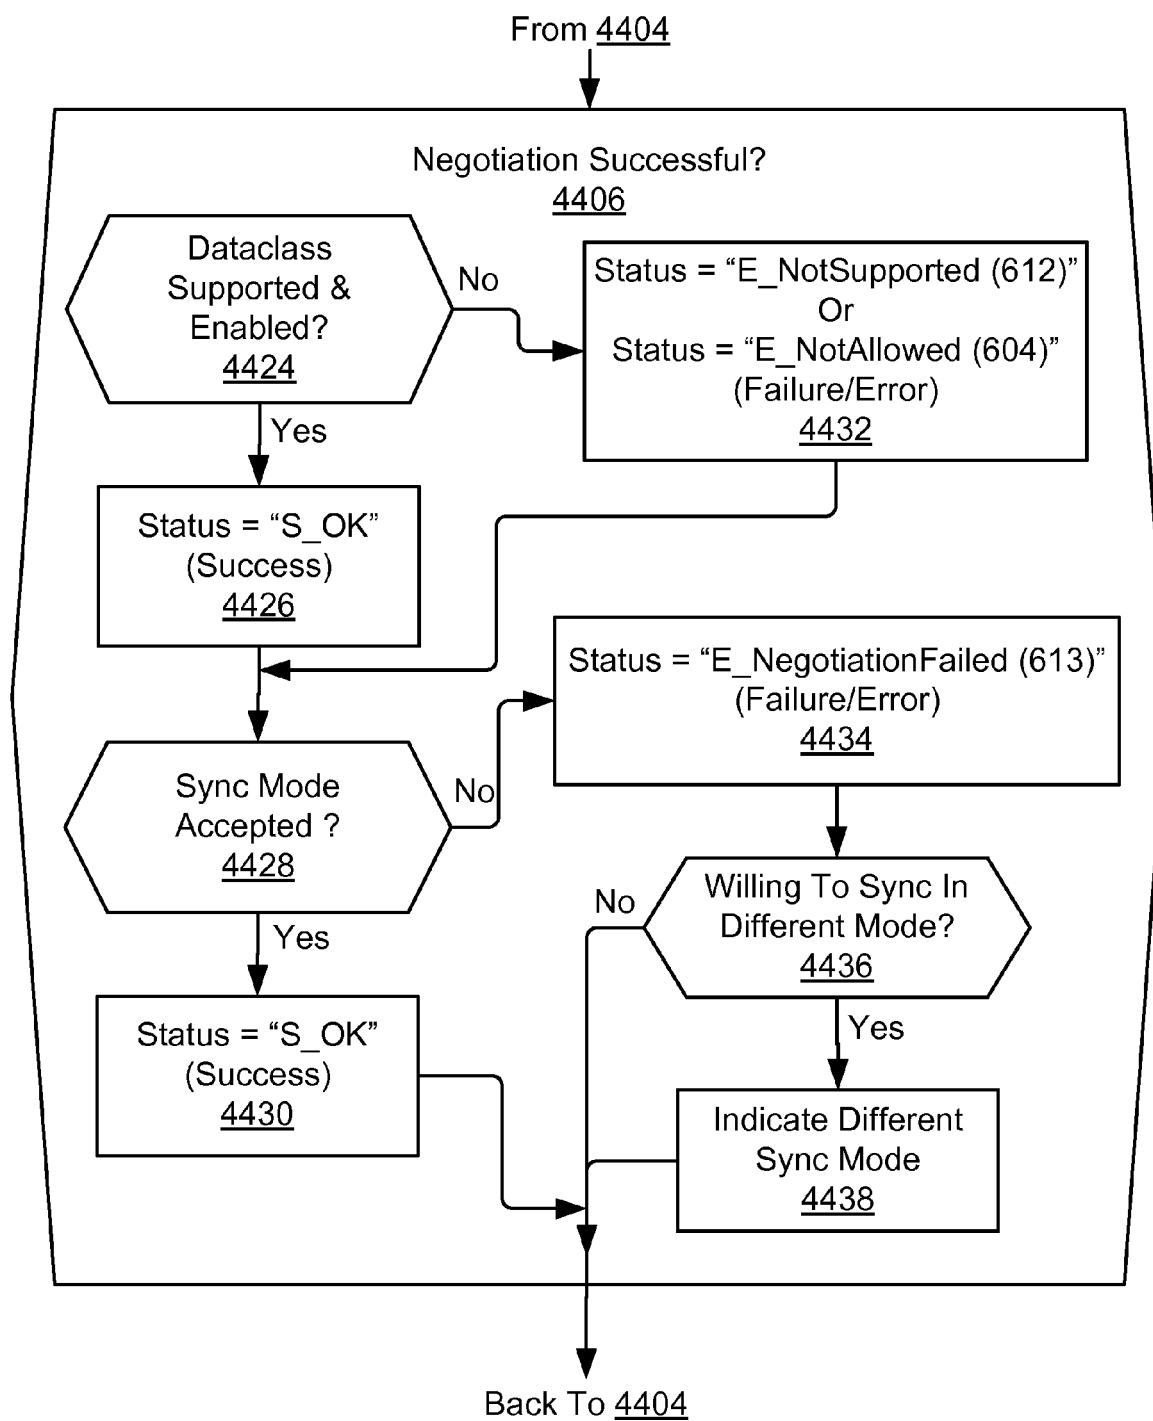 From 4404
Negotiation Successful?
4406
Dataclass
Supported &
Enabled?
4424
No
Status = “E_NotSupported (612)”
Or
Status = “E_NotAllowed (604)”
(Failure/Error)
4432
Yes
Status = “S_OK”
(Success)
4426
Status = “E_NegotiationFailed (613)”
(Failure/Error)
4434
Sync Mode
Accepted ?
4428
No
Willing To Sync In
Different Mode?
4436
No
Yes
Yes
Status = “S_OK”
(Success)
4430
Indicate Different
Sync Mode
4438
Back To 4404